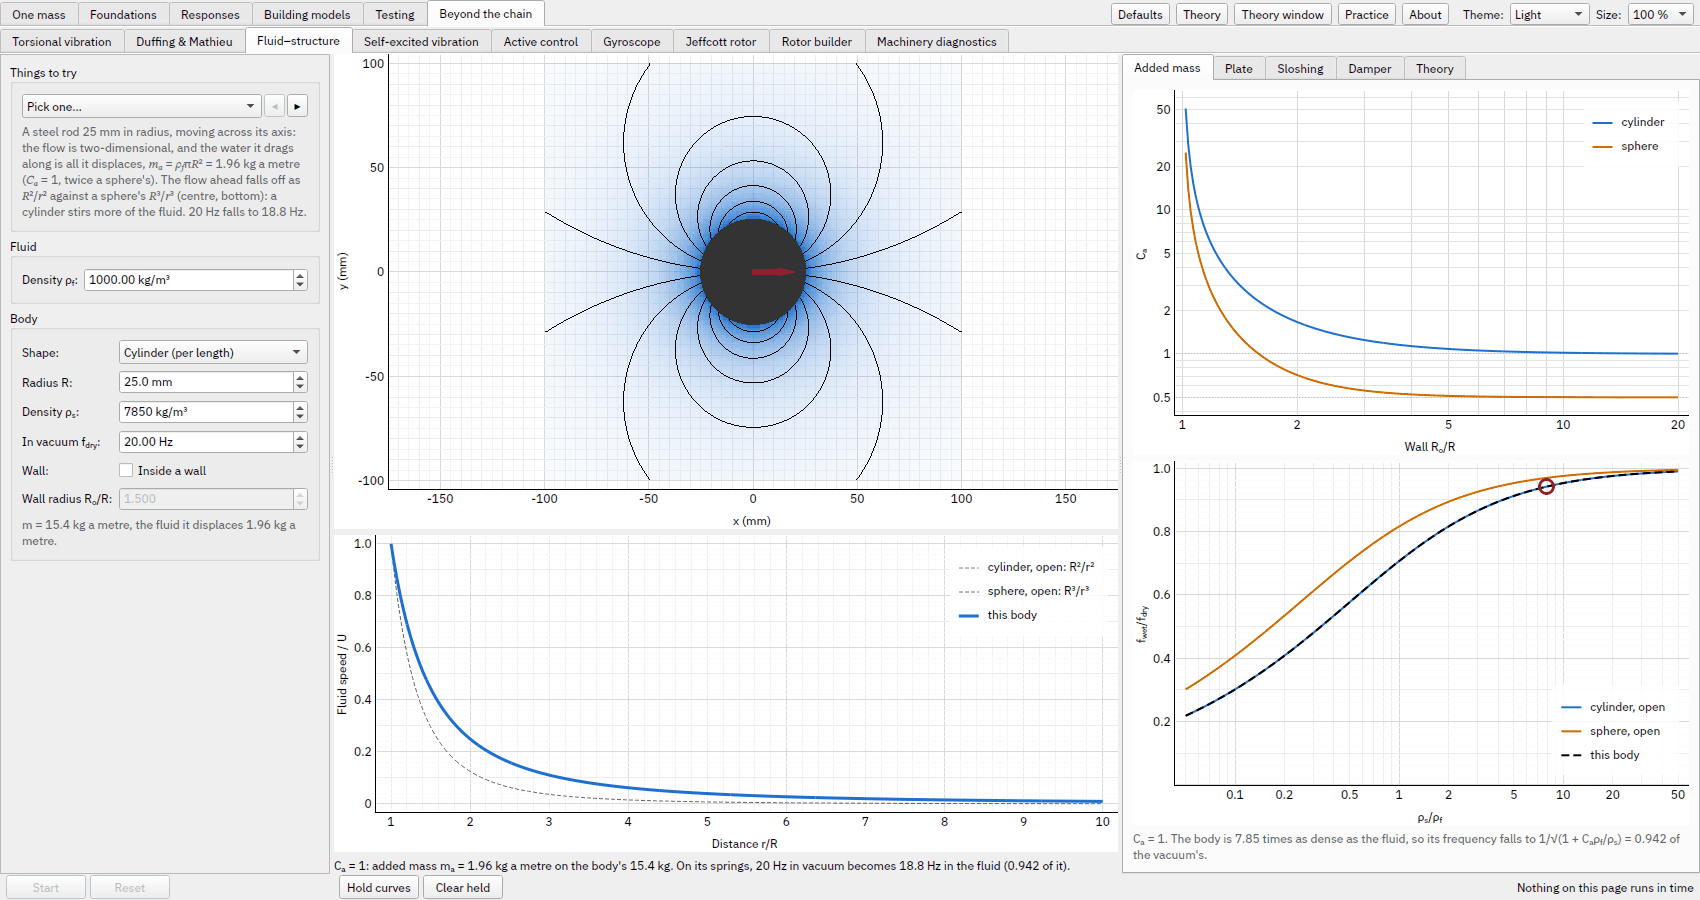 One mass Foundations Responses Building models Testing Beyond the chain Defaults Theory Theory window Practice About Theme: Light Size: 100 %
Torsional vibration Duffing & Mathieu Fluid–structure Self-excited vibration Active control Gyroscope Jeffcott rotor Rotor builder Machinery diagnostics
Things to try
Pick one...
A steel rod 25 mm in radius, moving across its axis:
the flow is two-dimensional, and the water it drags
along is all it displaces, mₐ = ρ_fπR² = 1.96 kg a metre
(Cₐ = 1, twice a sphere's). The flow ahead falls off as
R²/r² against a sphere's R³/r³ (centre, bottom): a
cylinder stirs more of the fluid. 20 Hz falls to 18.8 Hz.
Fluid
Density ρ_f: 1000.00 kg/m³
Body
Shape: Cylinder (per length)
Radius R: 25.0 mm
Density ρₛ: 7850 kg/m³
In vacuum f_dry: 20.00 Hz
Wall: Inside a wall
Wall radius Rₒ/R: 1.500
m = 15.4 kg a metre, the fluid it displaces 1.96 kg a
metre.
Start Reset
100
50
0
-50
-100
y (mm)
-150 -100 -50 0 50 100 150
x (mm)
1.0
0.8
0.6
0.4
0.2
0
Fluid speed / U
cylinder, open: R²/r²
sphere, open: R³/r³
this body
1 2 3 4 5 6 7 8 9 10
Distance r/R
Cₐ = 1: added mass mₐ = 1.96 kg a metre on the body's 15.4 kg. On its springs, 20 Hz in vacuum becomes 18.8 Hz in the fluid (0.942 of it).
Hold curves Clear held
Added mass Plate Sloshing Damper Theory
50
20
10
5
2
1
0.5
Cₐ
cylinder
sphere
1 2 5 10 20
Wall Rₒ/R
1.0
0.8
0.6
0.4
0.2
f_wet/f_dry
cylinder, open
sphere, open
this body
0.1 0.2 0.5 1 2 5 10 20 50
ρₛ/ρ_f
Cₐ = 1. The body is 7.85 times as dense as the fluid, so its frequency falls to 1/√(1 + Cₐρ_f/ρₛ) = 0.942 of
the vacuum's.
Nothing on this page runs in time